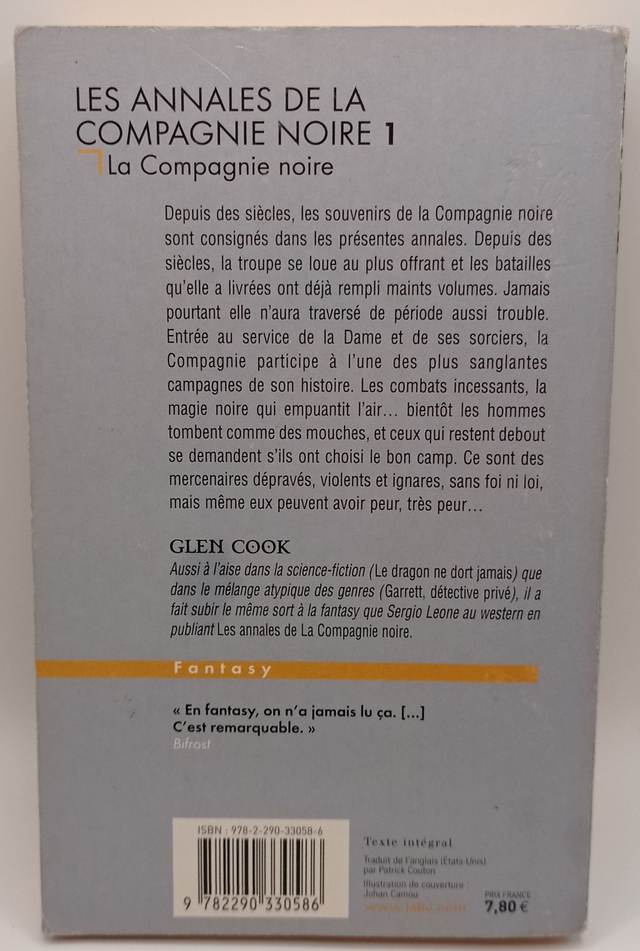 LES ANNALES DE LA
COMPAGNIE NOIRE 1
La Compagnie noire
Depuis des siècles, les souvenirs de la Compagnie noire
sont consignés dans les présentes annales. Depuis des
siècles, la troupe se loue au plus offrant et les batailles
qu'elle a livrées ont déjà rempli maints volumes. Jamais
pourtant elle n'aura traversé de période aussi trouble.
Entrée au service de la Dame et de ses sorciers, la
Compagnie participe à l'une des plus sanglantes
campagnes de son histoire. Les combats incessants, la
magie noire qui empuantit l'air… bientôt les hommes
tombent comme des mouches, et ceux qui restent debout
se demandent s'ils ont choisi le bon camp. Ce sont des
mercenaires dépravés, violents et ignares, sans foi ni loi,
mais même eux peuvent avoir peur, très peur…
GLEN COOK
Aussi à l'aise dans la science-fiction (Le dragon ne dort jamais) que
dans le mélange atypique des genres (Garrett, détective privé), il a
fait subir le même sort à la fantasy que Sergio Leone au western en
publiant Les annales de La Compagnie noire.
Fantasy
« En fantasy, on n'a jamais lu ça. [...]
C'est remarquable. »
Bifrost
ISBN : 978-2-290-33058-6
9 782290 330586
Texte intégral
Traduit de l'anglais (États-Unis)
par Patrick Couton
Illustration de couverture :
Johan Camou
www.jailu.com
PRIX FRANCE
7,80 €